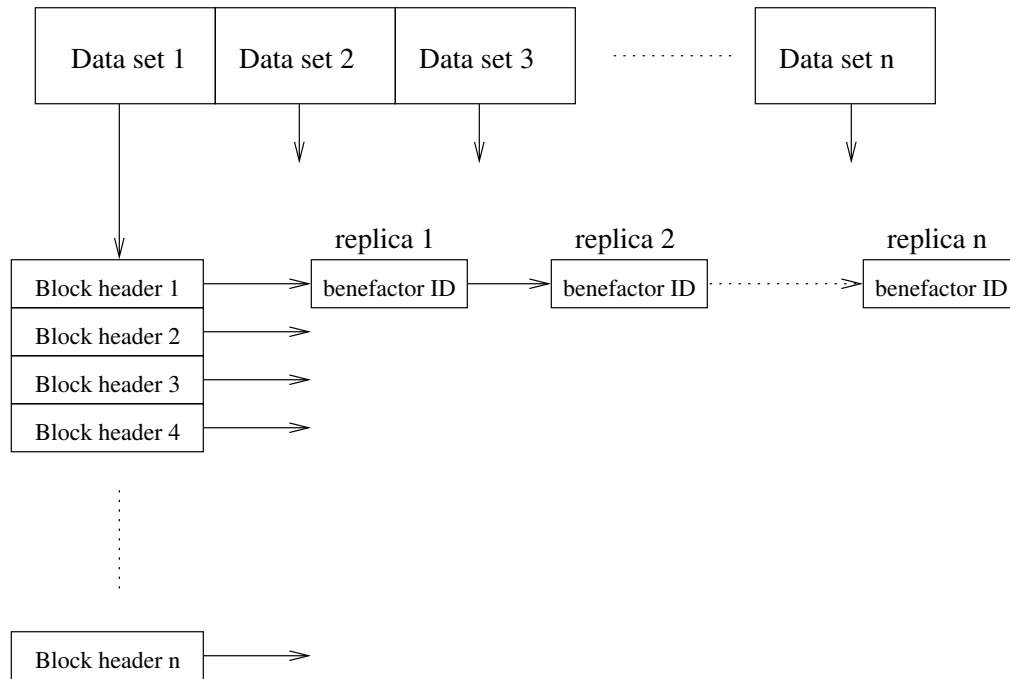 Data set 1
Data set 2
Data set 3
Data set n
replica 1
replica 2
replica n
Block header 1
benefactor ID
benefactor ID
benefactor ID
Block header 2
Block header 3
Block header 4
Block header n